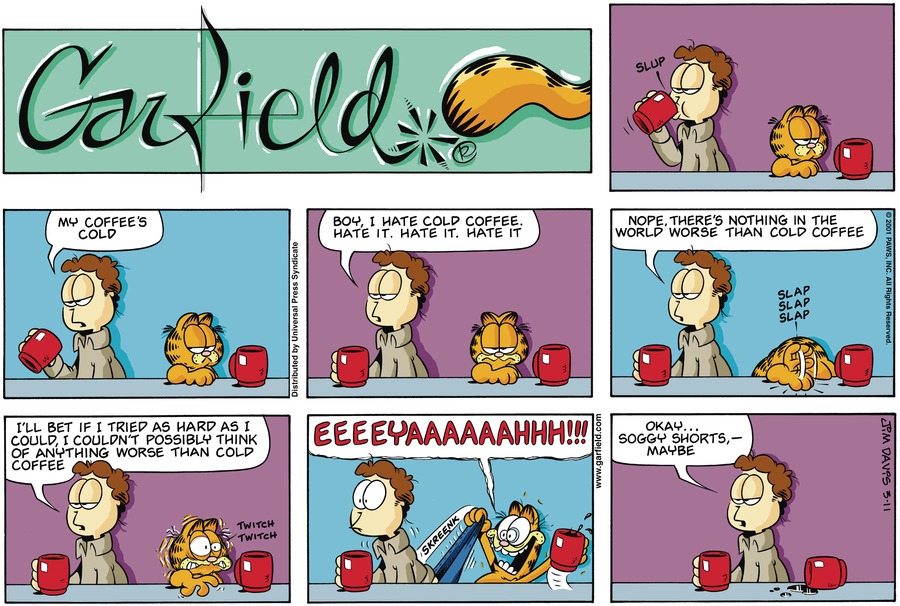 Garfield
®
SLUP
MY COFFEE'S
COLD
Distributed by Universal Press Syndicate
BOY, I HATE COLD COFFEE.
HATE IT. HATE IT. HATE IT
NOPE, THERE'S NOTHING IN THE
WORLD WORSE THAN COLD COFFEE
SLAP
SLAP
SLAP
© 2001 PAWS, INC. All Rights Reserved.
I'LL BET IF I TRIED AS HARD AS I
COULD, I COULDN'T POSSIBLY THINK
OF ANYTHING WORSE THAN COLD
COFFEE
TWITCH
TWITCH
EEEEYAAAAAAHHH!!!
SKREENK
www.garfield.com
OKAY...
SOGGY SHORTS,—
MAYBE
JIM DAVIS 3-11